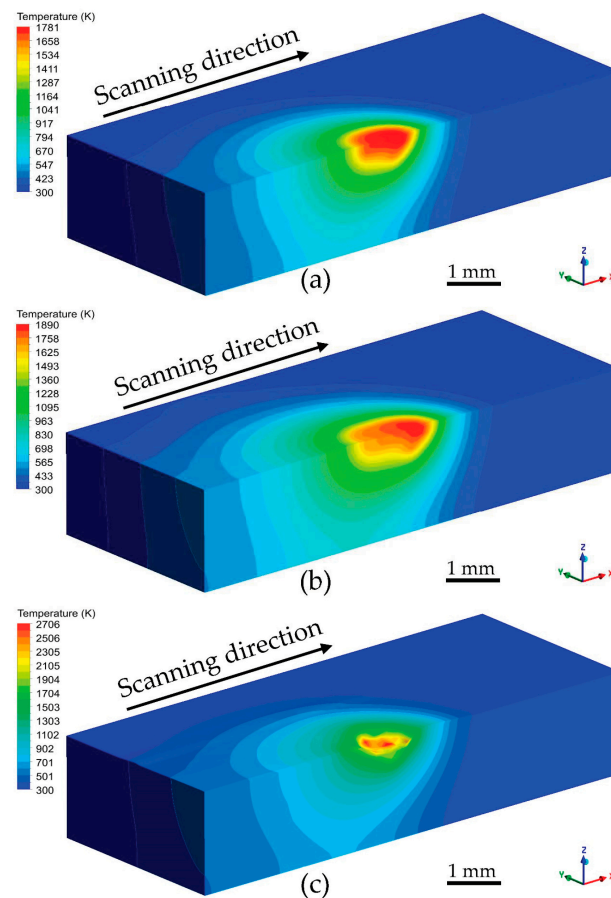 Temperature (K)
1781
1658
1534
1411
1287
1164
1041
917
794
670
547
423
300
Scanning direction
(a)
1 mm
Z
Y
X
Temperature (K)
1890
1758
1625
1493
1360
1228
1095
963
830
698
565
433
300
Scanning direction
(b)
1 mm
Z
Y
X
Temperature (K)
2706
2506
2305
2105
1904
1704
1503
1303
1102
902
701
501
300
Scanning direction
(c)
1 mm
Z
Y
X